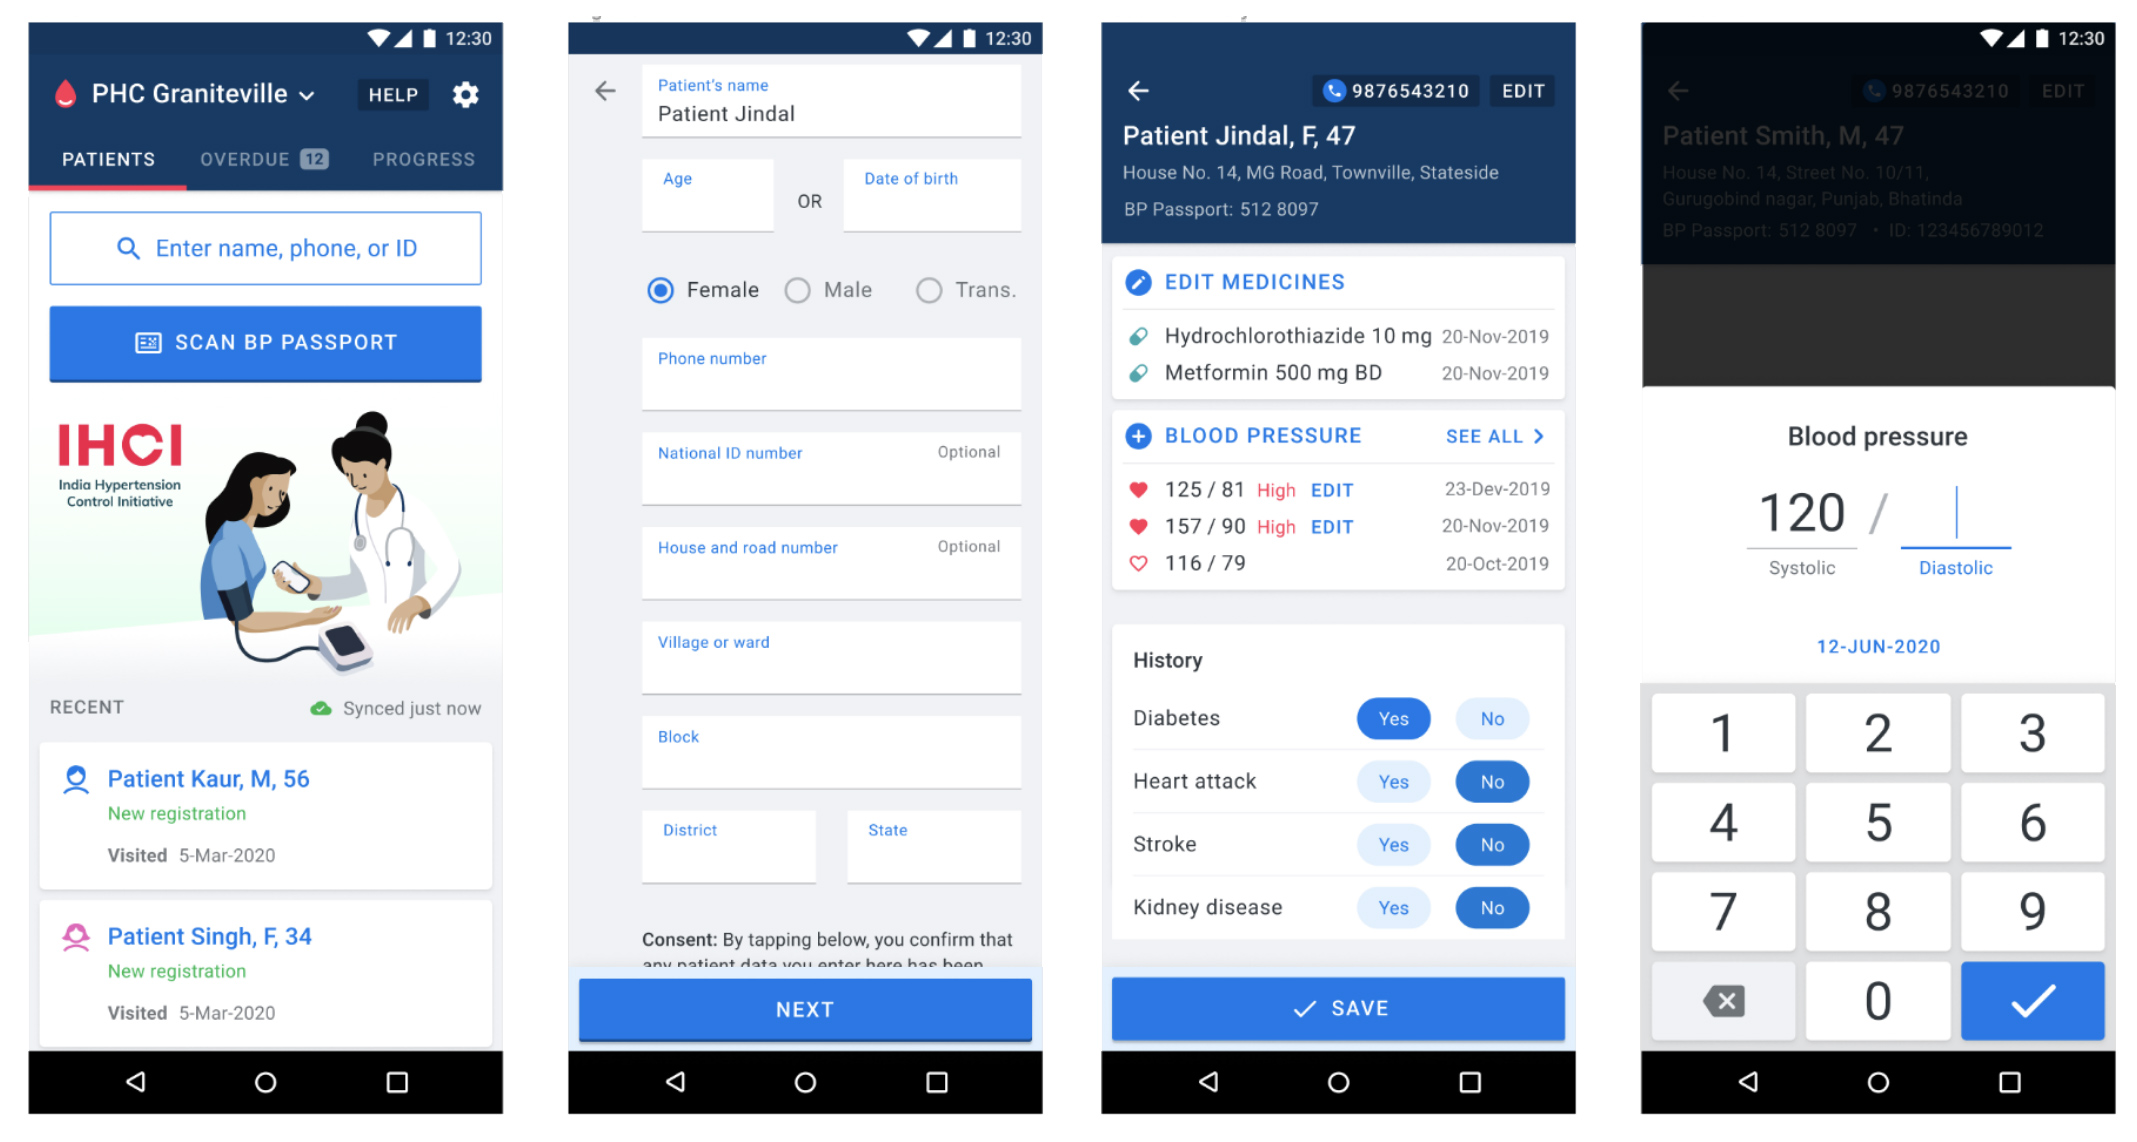 12:30
PHC Graniteville
HELP
PATIENTS
OVERDUE 12
PROGRESS
Enter name, phone, or ID
SCAN BP PASSPORT
IHCI
India Hypertension
Control Initiative
RECENT
Synced just now
Patient Kaur, M, 56
New registration
Visited 5-Mar-2020
Patient Singh, F, 34
New registration
Visited 5-Mar-2020
12:30
Patient's name
Patient Jindal
Age
OR
Date of birth
Female
Male
Trans.
Phone number
National ID number
Optional
House and road number
Optional
Village or ward
Block
District
State
Consent: By tapping below, you confirm that
any patient data you enter here has been
NEXT
9876543210
EDIT
Patient Jindal, F, 47
House No. 14, MG Road, Townville, Stateside
BP Passport: 512 8097
EDIT MEDICINES
Hydrochlorothiazide 10 mg 20-Nov-2019
Metformin 500 mg BD 20-Nov-2019
BLOOD PRESSURE
SEE ALL
125 / 81 High EDIT 23-Dev-2019
157 / 90 High EDIT 20-Nov-2019
116 / 79 20-Oct-2019
History
Diabetes Yes No
Heart attack Yes No
Stroke Yes No
Kidney disease Yes No
SAVE
12:30
9876543210
EDIT
Patient Smith, M, 47
House No. 14, Street No. 10/11,
Gurugobind nagar, Punjab, Bhatinda
BP Passport: 512 8097 • ID: 123456789012
Blood pressure
120 /
Systolic
Diastolic
12-JUN-2020
1 2 3
4 5 6
7 8 9
0